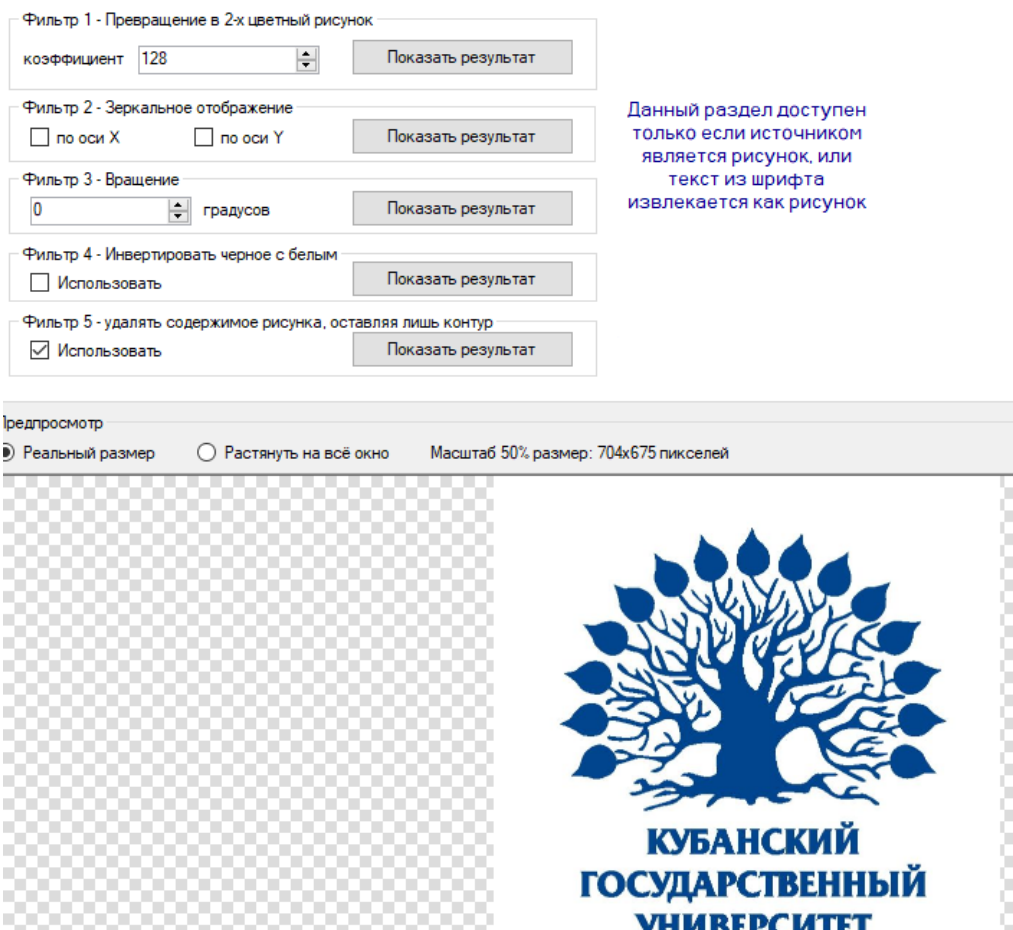 Фильтр 1 - Превращение в 2-х цветный рисунок
коэффициент 128 Показать результат
Фильтр 2 - Зеркальное отображение
по оси X по оси Y Показать результат
Фильтр 3 - Вращение
0 градусов Показать результат
Фильтр 4 - Инвертировать черное с белым
Использовать Показать результат
Фильтр 5 - удалять содержимое рисунка, оставляя лишь контур
Использовать Показать результат
Данный раздел доступен
только если источником
является рисунок, или
текст из шрифта
извлекается как рисунок
Предпросмотр
Реальный размер Растянуть на всё окно Масштаб 50% размер: 704x675 пикселей
КУБАНСКИЙ
ГОСУДАРСТВЕННЫЙ
УНИВЕРСИТЕТ